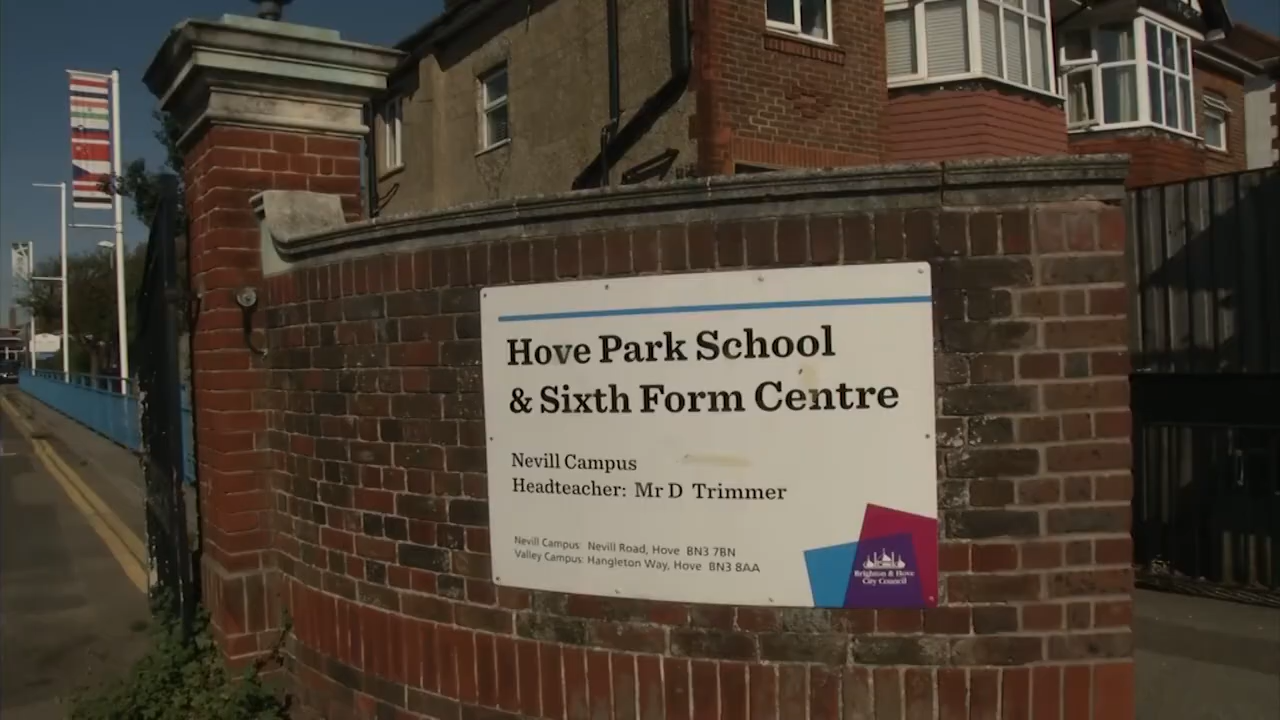 Hove Park School
& Sixth Form Centre
Nevill Campus
Headteacher: Mr D Trimmer
Nevill Campus: Nevill Road, Hove BN3 7BN
Valley Campus: Hangleton Way, Hove BN3 8AA
Brighton & Hove
City Council